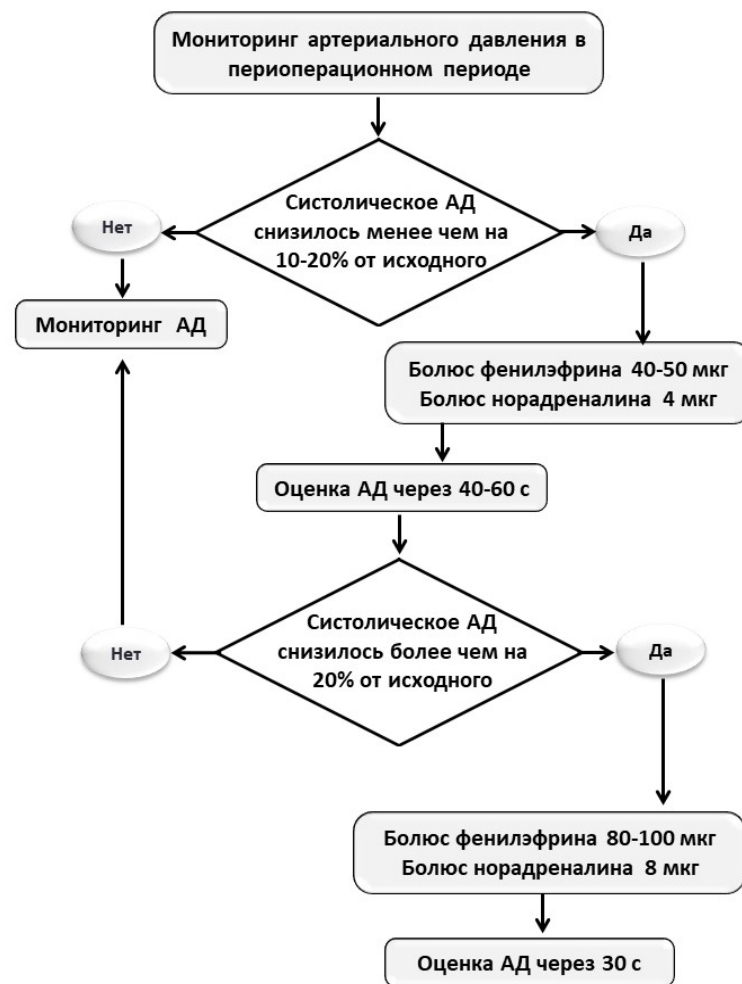 Мониторинг артериального давления в
периоперационном периоде
Систолическое АД
снизилось менее чем на
10-20% от исходного
Нет
Да
Мониторинг АД
Болюс фенилэфрина 40-50 мкг
Болюс норадреналина 4 мкг
Оценка АД через 40-60 с
Систолическое АД
снизилось более чем на
20% от исходного
Нет
Да
Болюс фенилэфрина 80-100 мкг
Болюс норадреналина 8 мкг
Оценка АД через 30 с